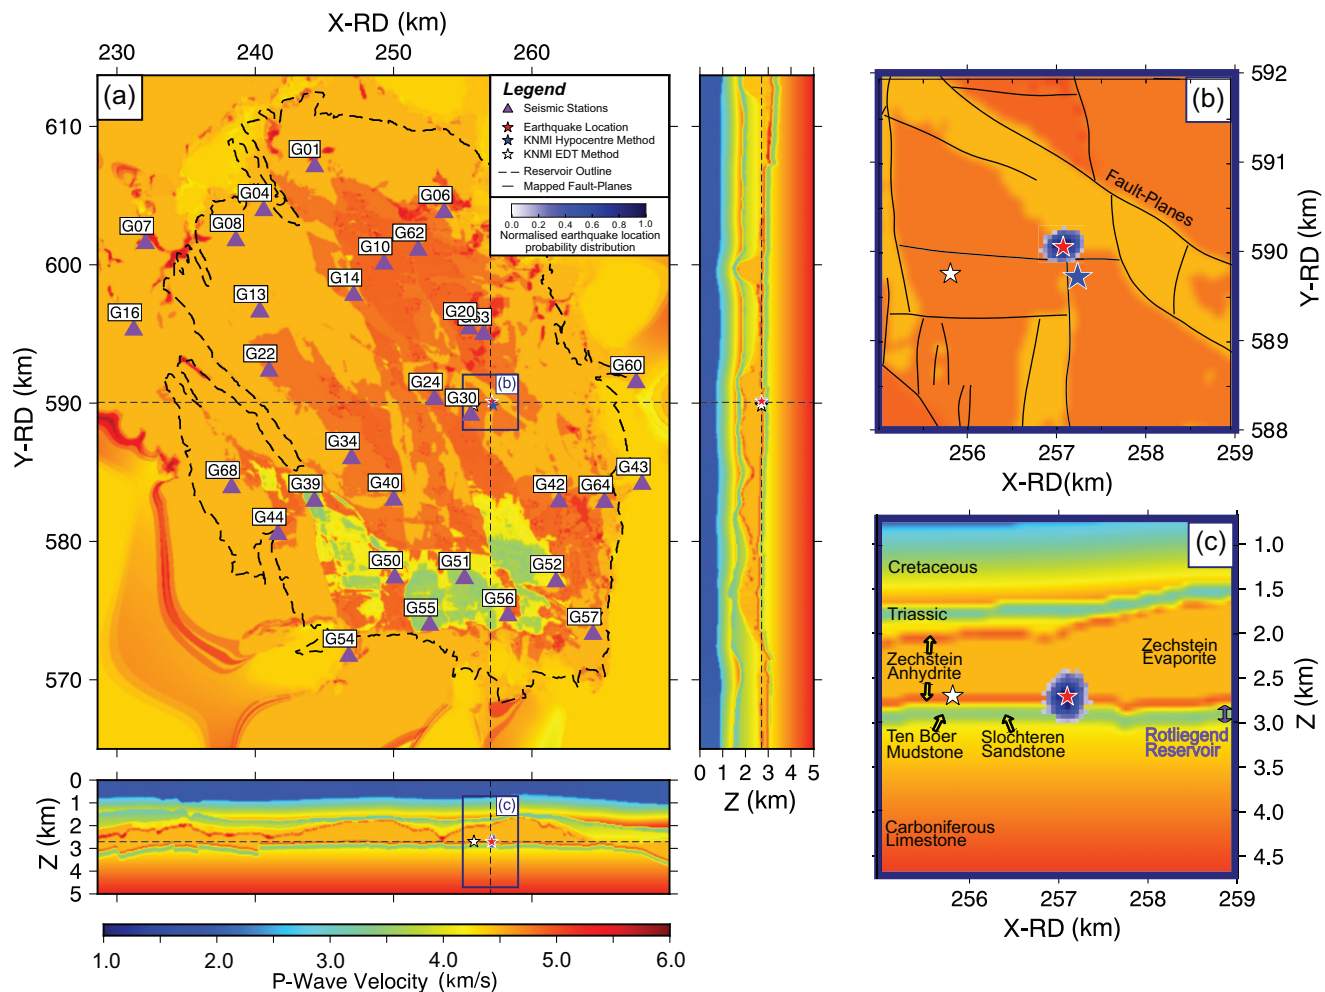 X-RD (km)
230
240
250
260
(a)
Y-RD (km)
610
600
590
580
570
Legend
Seismic Stations
Earthquake Location
KNMI Hypocentre Method
KNMI EDT Method
Reservoir Outline
Mapped Fault-Planes
0.0 0.2 0.4 0.6 0.8 1.0
Normalised earthquake location
probability distribution
G01
G04
G06
G07
G08
G62
G10
G14
G13
G16
G20
G22
G60
G24
G30
(b)
G34
G68
G39
G40
G42
G64
G43
G44
G50
G51
G52
G55
G56
G57
G54
0 1 2 3 4 5
Z (km)
0
1
2
3
4
5
Z (km)
(c)
1.0 2.0 3.0 4.0 5.0 6.0
P-Wave Velocity (km/s)
(b)
Fault-Planes
592
591
590
589
588
Y-RD (km)
256 257 258 259
X-RD(km)
(c)
Cretaceous
Triassic
Zechstein
Anhydrite
Zechstein
Evaporite
Ten Boer
Mudstone
Slochteren
Sandstone
Rotliegend
Reservoir
Carboniferous
Limestone
1.0
1.5
2.0
2.5
3.0
3.5
4.0
4.5
Z (km)
256 257 258 259
X-RD (km)